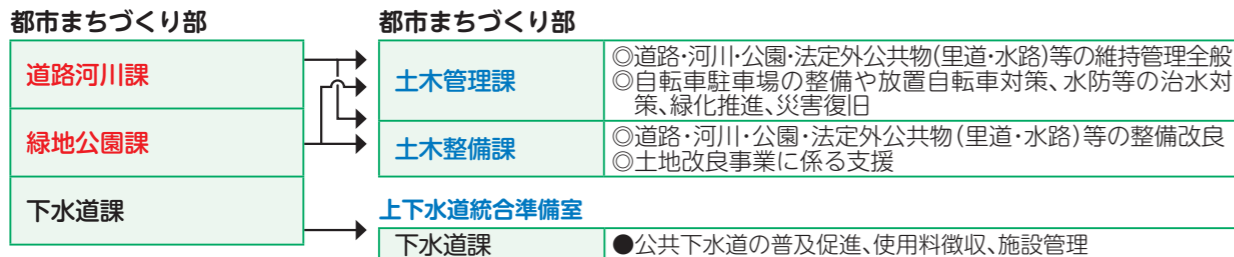 都市まちづくり部
道路河川課
緑地公園課
下水道課
都市まちづくり部
土木管理課
◎道路・河川・公園・法定外公共物(里道・水路)等の維持管理全般
◎自転車駐車場の整備や放置自転車対策、水防等の治水対
策、緑化推進、災害復旧
土木整備課
◎道路・河川・公園・法定外公共物(里道・水路)等の整備改良
◎土地改良事業に係る支援
上下水道統合準備室
下水道課
●公共下水道の普及促進、使用料徴収、施設管理